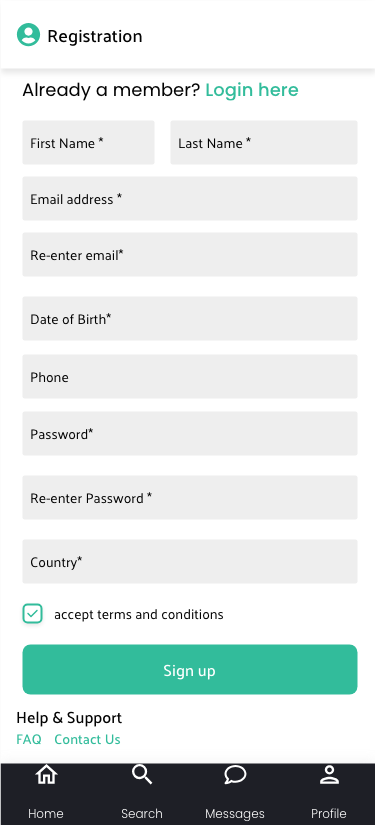 Registration
Already a member? Login here
First Name * Last Name *
Email address *
Re-enter email*
Date of Birth*
Phone
Password*
Re-enter Password *
Country*
accept terms and conditions
Sign up
Help & Support
FAQ Contact Us
Home Search Messages Profile